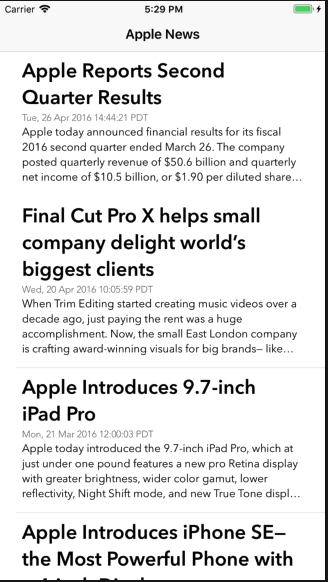 Carrier 5:29 PM
Apple News
Apple Reports Second
Quarter Results
Tue, 26 Apr 2016 14:44:21 PDT
Apple today announced financial results for its fiscal
2016 second quarter ended March 26. The company
posted quarterly revenue of $50.6 billion and quarterly
net income of $10.5 billion, or $1.90 per diluted share...
Final Cut Pro X helps small
company delight world’s
biggest clients
Wed, 20 Apr 2016 10:05:59 PDT
When Trim Editing started creating music videos over a
decade ago, just paying the rent was a huge
accomplishment. Now, the small East London company
is crafting award-winning visuals for big brands— like...
Apple Introduces 9.7-inch
iPad Pro
Mon, 21 Mar 2016 12:00:03 PDT
Apple today introduced the 9.7-inch iPad Pro, which at
just under one pound features a new pro Retina display
with greater brightness, wider color gamut, lower
reflectivity, Night Shift mode, and new True Tone displ...
Apple Introduces iPhone SE—
the Most Powerful Phone with